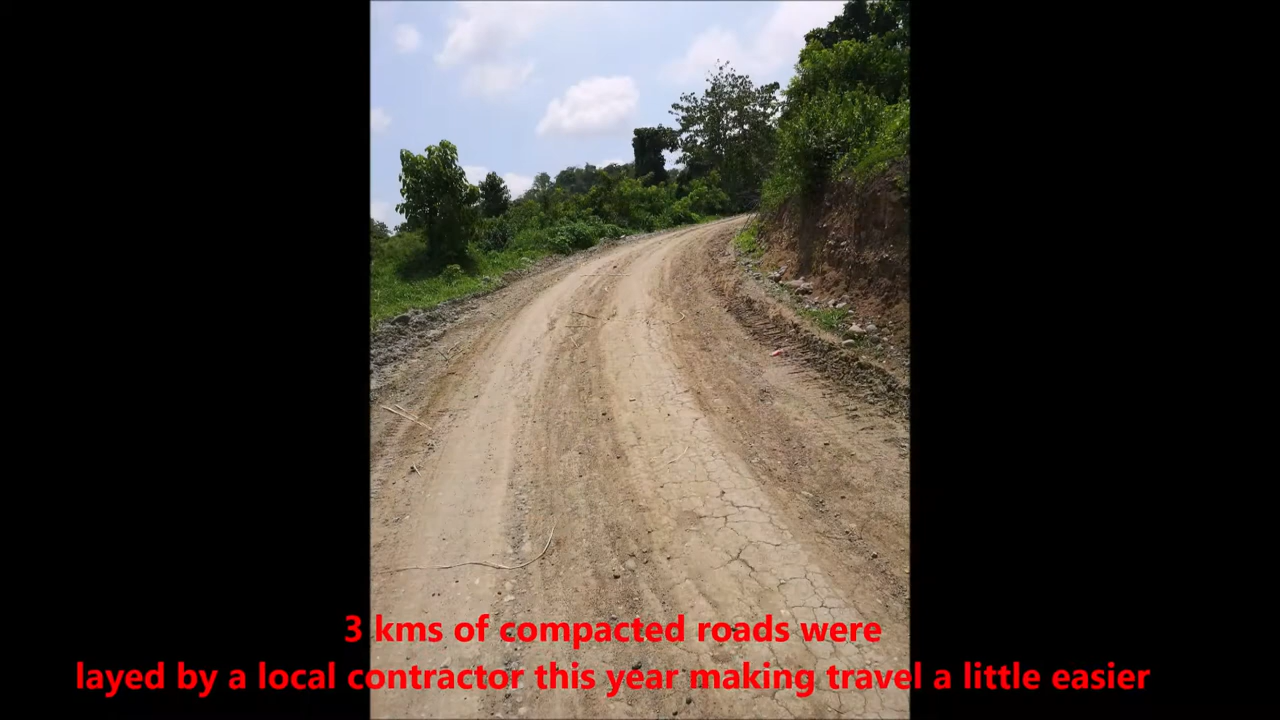 3 kms of compacted roads were
layed by a local contractor this year making travel a little easier